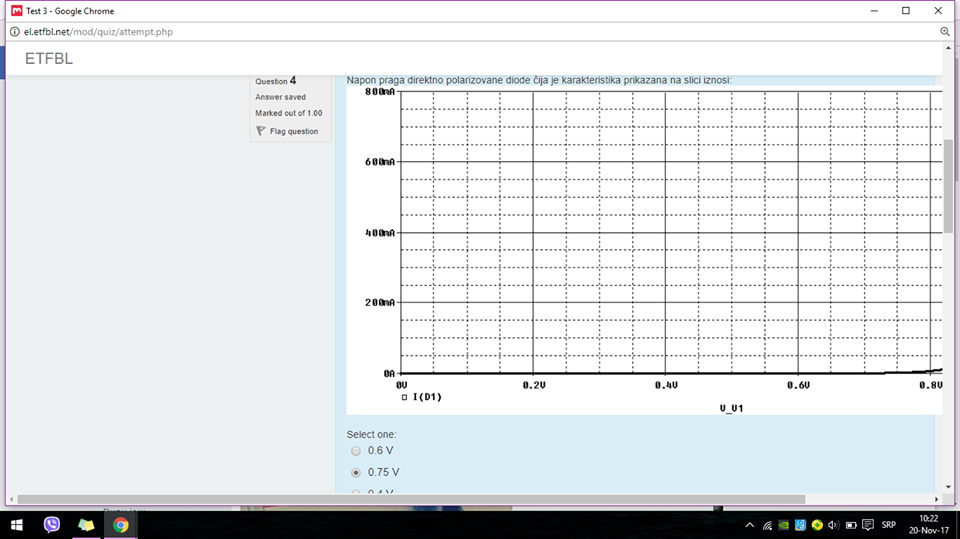 Test 3 - Google Chrome
el.etfbl.net/mod/quiz/attempt.php
ETFBL
Question 4
Answer saved
Marked out of 1.00
Flag question
Napon praga direktno polarizovane diode čija je karakteristika prikazana na slici iznosi:
800mA
600mA
400mA
200mA
0A
0V
0.2V
0.4V
0.6V
0.8V
I(D1)
V_V1
Select one:
0.6 V
0.75 V
0.4 V
SRP
10:22
20-Nov-17